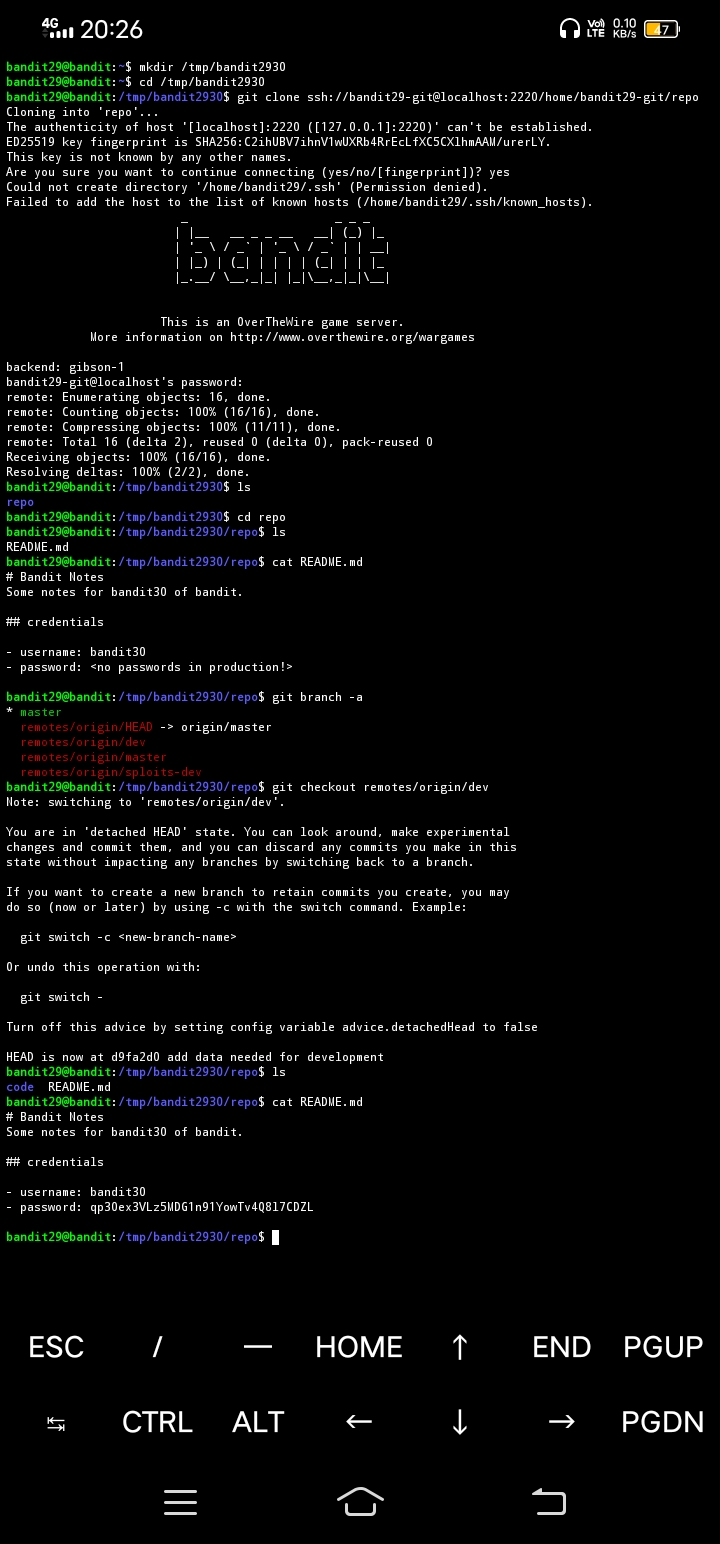 4G 20:26 Vo) LTE 0.10 KB/s 47
bandit29@bandit:~$ mkdir /tmp/bandit2930
bandit29@bandit:~$ cd /tmp/bandit2930
bandit29@bandit:/tmp/bandit2930$ git clone ssh://bandit29-git@localhost:2220/home/bandit29-git/repo
Cloning into 'repo'...
The authenticity of host '[localhost]:2220 ([127.0.0.1]:2220)' can't be established.
ED25519 key fingerprint is SHA256:C2ihUBV7ihnV1wUXRb4RrEcLfXC5CXlhmAAM/urerLY.
This key is not known by any other names.
Are you sure you want to continue connecting (yes/no/[fingerprint])? yes
Could not create directory '/home/bandit29/.ssh' (Permission denied).
Failed to add the host to the list of known hosts (/home/bandit29/.ssh/known_hosts).
bandit
This is an OverTheWire game server.
More information on http://www.overthewire.org/wargames
backend: gibson-1
bandit29-git@localhost's password:
remote: Enumerating objects: 16, done.
remote: Counting objects: 100% (16/16), done.
remote: Compressing objects: 100% (11/11), done.
remote: Total 16 (delta 2), reused 0 (delta 0), pack-reused 0
Receiving objects: 100% (16/16), done.
Resolving deltas: 100% (2/2), done.
bandit29@bandit:/tmp/bandit2930$ ls
repo
bandit29@bandit:/tmp/bandit2930$ cd repo
bandit29@bandit:/tmp/bandit2930/repo$ ls
README.md
bandit29@bandit:/tmp/bandit2930/repo$ cat README.md
# Bandit Notes
Some notes for bandit30 of bandit.
## credentials
- username: bandit30
- password: <no passwords in production!>
bandit29@bandit:/tmp/bandit2930/repo$ git branch -a
* master
remotes/origin/HEAD -> origin/master
remotes/origin/dev
remotes/origin/master
remotes/origin/sploits-dev
bandit29@bandit:/tmp/bandit2930/repo$ git checkout remotes/origin/dev
Note: switching to 'remotes/origin/dev'.
You are in 'detached HEAD' state. You can look around, make experimental
changes and commit them, and you can discard any commits you make in this
state without impacting any branches by switching back to a branch.
If you want to create a new branch to retain commits you create, you may
do so (now or later) by using -c with the switch command. Example:
git switch -c <new-branch-name>
Or undo this operation with:
git switch -
Turn off this advice by setting config variable advice.detachedHead to false
HEAD is now at d9fa2d0 add data needed for development
bandit29@bandit:/tmp/bandit2930/repo$ ls
code README.md
bandit29@bandit:/tmp/bandit2930/repo$ cat README.md
# Bandit Notes
Some notes for bandit30 of bandit.
## credentials
- username: bandit30
- password: qp30ex3VLz5MDG1n91YowTv4Q8l7CDZL
bandit29@bandit:/tmp/bandit2930/repo$
ESC / — HOME ↑ END PGUP
↹ CTRL ALT ← ↓ → PGDN